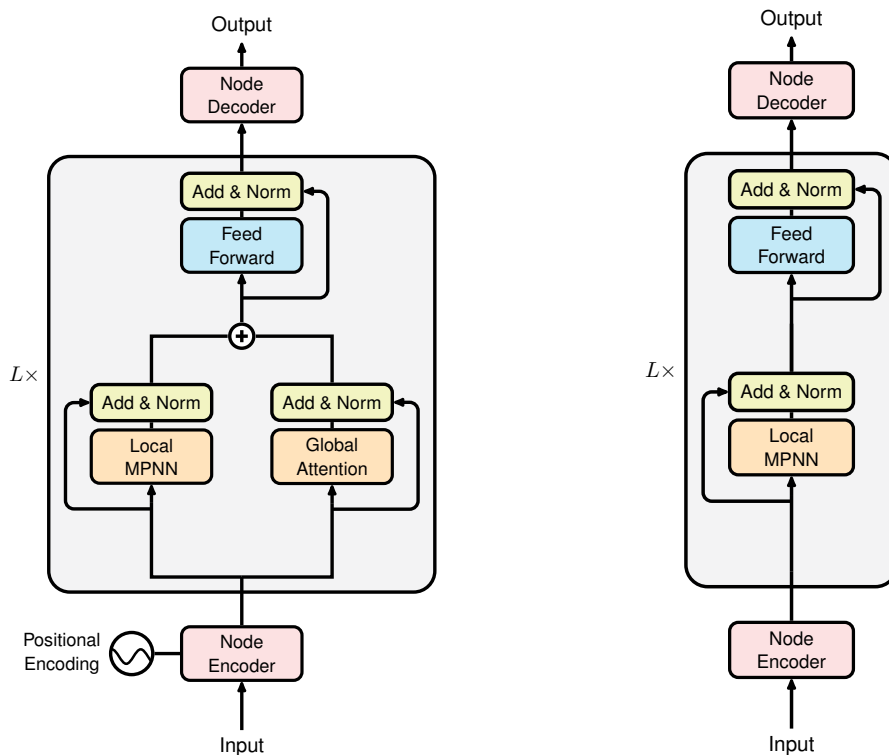 Output
Node
Decoder
Add & Norm
Feed
Forward
L×
Add & Norm
Add & Norm
Local
MPNN
Global
Attention
Positional
Encoding
Node
Encoder
Input
Output
Node
Decoder
Add & Norm
Feed
Forward
L×
Add & Norm
Local
MPNN
Node
Encoder
Input